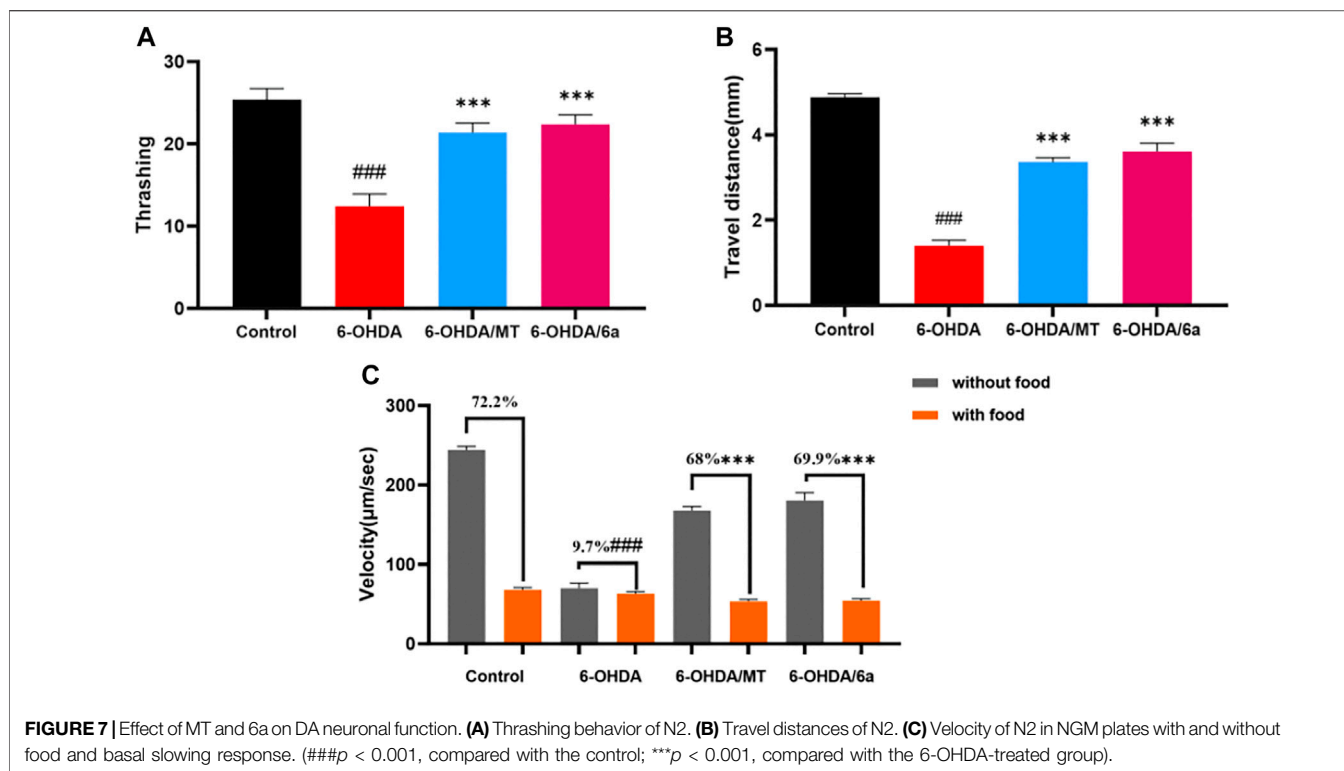 A
30
20
10
0
Thrashing
###
***
***
Control
6-OHDA
6-OHDA/MT
6-OHDA/6a
B
6
4
2
0
Travel distance(mm)
###
***
***
Control
6-OHDA
6-OHDA/MT
6-OHDA/6a
C
without food
with food
300
200
100
0
Velocity(μm/sec)
72.2%
9.7%###
68%***
69.9%***
Control
6-OHDA
6-OHDA/MT
6-OHDA/6a
FIGURE 7 | Effect of MT and 6a on DA neuronal function. (A) Thrashing behavior of N2. (B) Travel distances of N2. (C) Velocity of N2 in NGM plates with and without
food and basal slowing response. (###p < 0.001, compared with the control; ***p < 0.001, compared with the 6-OHDA-treated group).